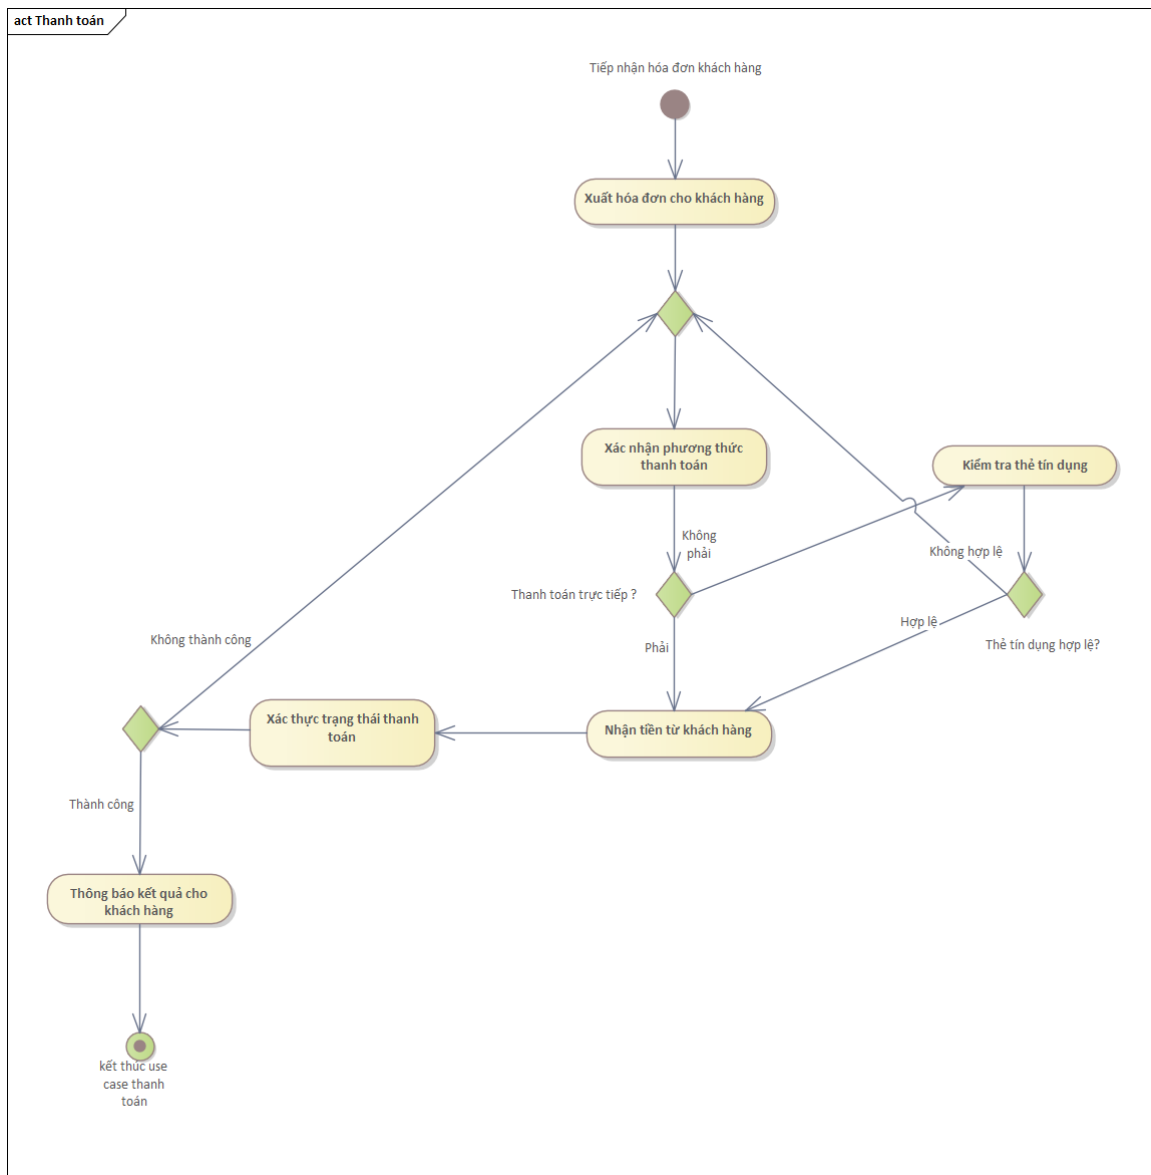 act Thanh toán
Tiếp nhận hóa đơn khách hàng
Xuất hóa đơn cho khách hàng
Xác nhận phương thức
thanh toán
Kiểm tra thẻ tín dụng
Không
phải
Không hợp lệ
Thanh toán trực tiếp ?
Hợp lệ
Thẻ tín dụng hợp lệ?
Không thành công
Phải
Xác thực trạng thái thanh
toán
Nhận tiền từ khách hàng
Thành công
Thông báo kết quả cho
khách hàng
kết thúc use
case thanh
toán